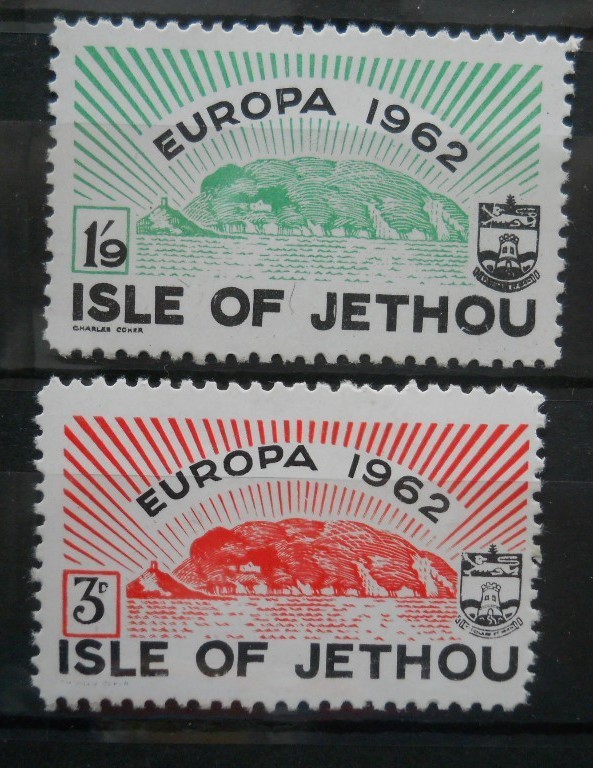 EUROPA 1962
1/9
ISLE OF JETHOU
CHARLES COKER
EUROPA 1962
3D
ISLE OF JETHOU